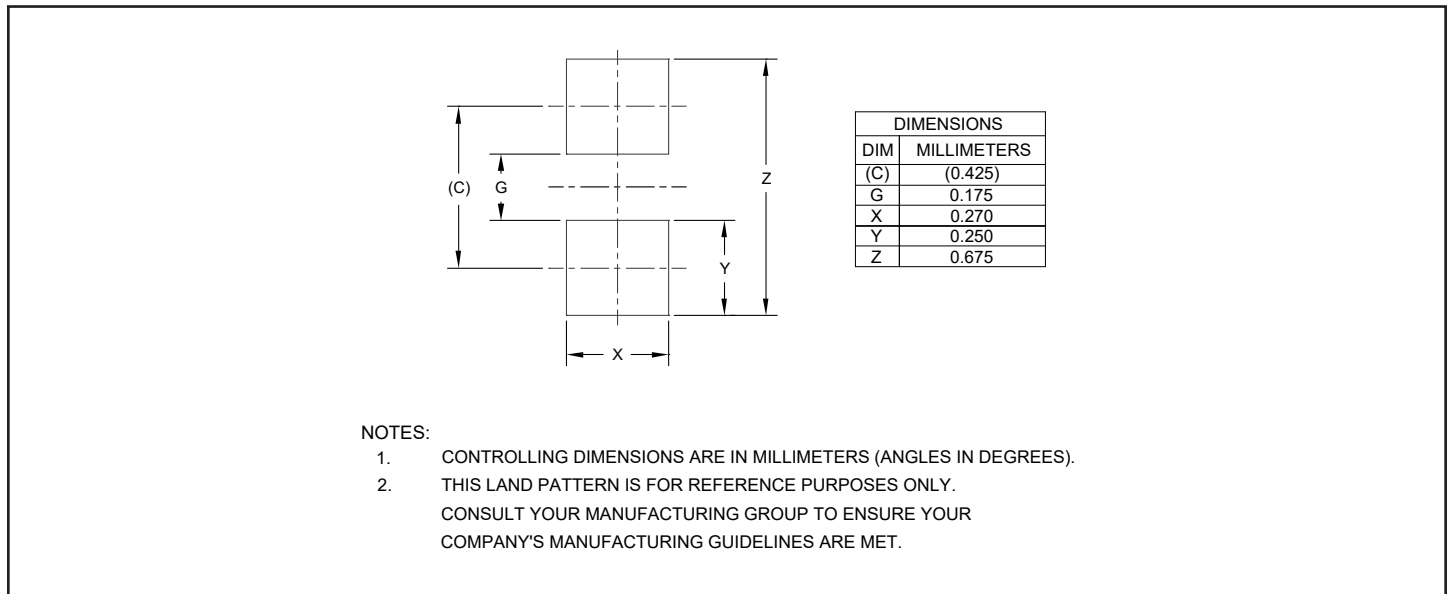 (C)
G
Z
Y
X
DIMENSIONS
DIM MILLIMETERS
(C) (0.425)
G 0.175
X 0.270
Y 0.250
Z 0.675
NOTES:
1. CONTROLLING DIMENSIONS ARE IN MILLIMETERS (ANGLES IN DEGREES).
2. THIS LAND PATTERN IS FOR REFERENCE PURPOSES ONLY.
CONSULT YOUR MANUFACTURING GROUP TO ENSURE YOUR
COMPANY'S MANUFACTURING GUIDELINES ARE MET.